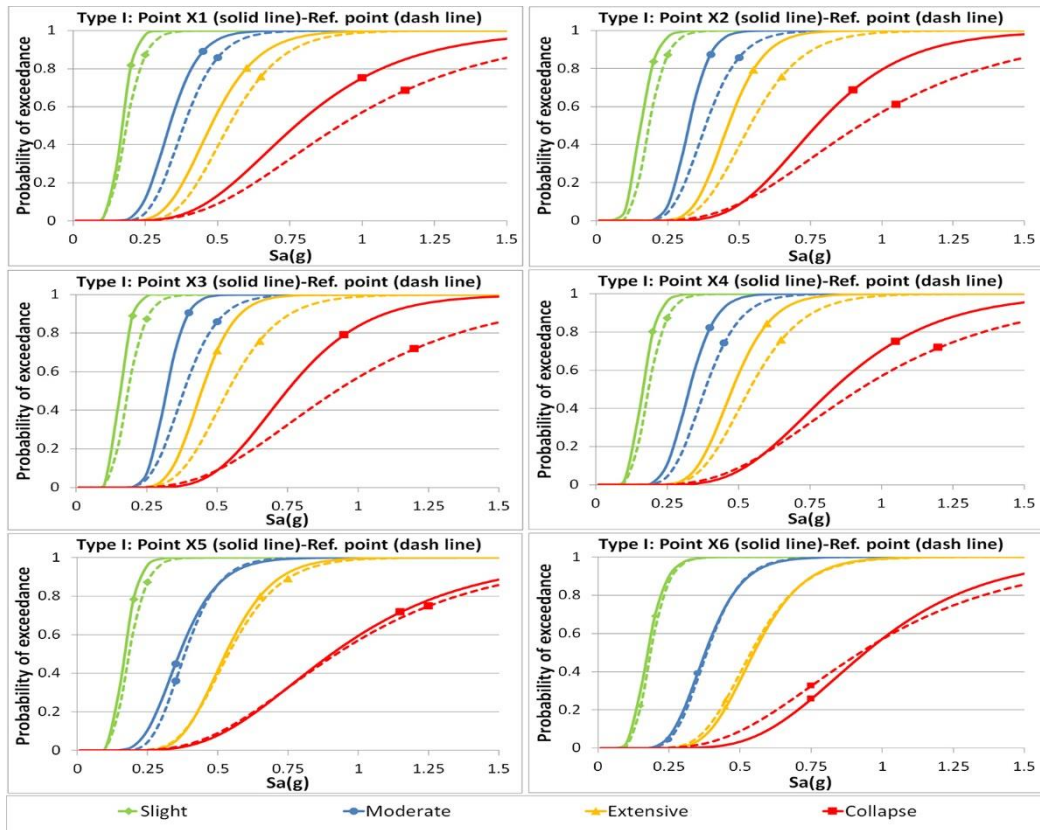 Type I: Point X1 (solid line)-Ref. point (dash line)
Probability of exceedance
1
0.8
0.6
0.4
0.2
0
0 0.25 0.5 0.75 1 1.25 1.5
Sa(g)
Type I: Point X2 (solid line)-Ref. point (dash line)
Probability of exceedance
1
0.8
0.6
0.4
0.2
0
0 0.25 0.5 0.75 1 1.25 1.5
Sa(g)
Type I: Point X3 (solid line)-Ref. point (dash line)
Probability of exceedance
1
0.8
0.6
0.4
0.2
0
0 0.25 0.5 0.75 1 1.25 1.5
Sa(g)
Type I: Point X4 (solid line)-Ref. point (dash line)
Probability of exceedance
1
0.8
0.6
0.4
0.2
0
0 0.25 0.5 0.75 1 1.25 1.5
Sa(g)
Type I: Point X5 (solid line)-Ref. point (dash line)
Probability of exceedance
1
0.8
0.6
0.4
0.2
0
0 0.25 0.5 0.75 1 1.25 1.5
Sa(g)
Type I: Point X6 (solid line)-Ref. point (dash line)
Probability of exceedance
1
0.8
0.6
0.4
0.2
0
0 0.25 0.5 0.75 1 1.25 1.5
Sa(g)
Slight Moderate Extensive Collapse